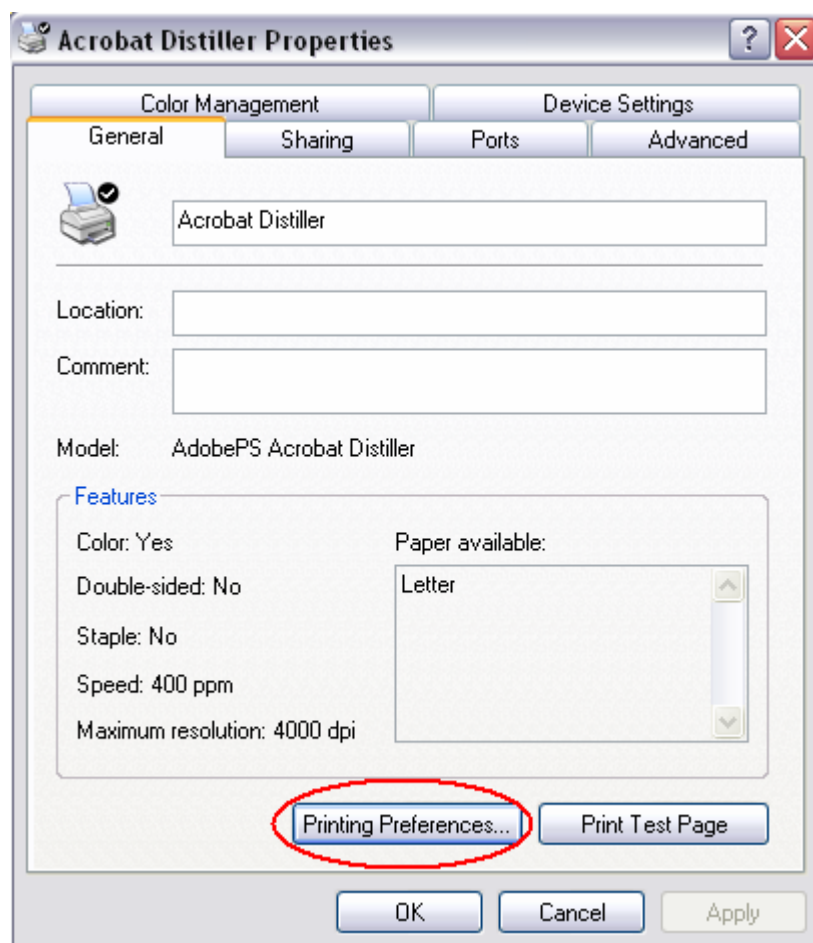 Acrobat Distiller Properties
Color Management Device Settings
General Sharing Ports Advanced
Acrobat Distiller
Location:
Comment:
Model: AdobePS Acrobat Distiller
Features
Color: Yes Paper available:
Double-sided: No Letter
Staple: No
Speed: 400 ppm
Maximum resolution: 4000 dpi
Printing Preferences... Print Test Page
OK Cancel Apply